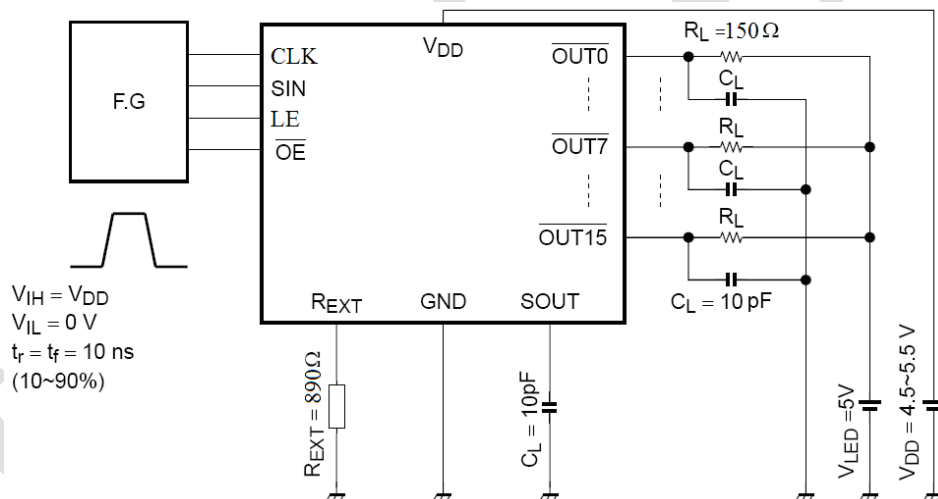 F.G
CLK
SIN
LE
OE
VDD
OUT0
OUT7
OUT15
REXT
GND
SOUT
RL =150Ω
CL
RL
CL
RL
CL = 10 pF
VIH = VDD
VIL = 0 V
tr = tf = 10 ns
(10~90%)
REXT = 890Ω
CL = 10pF
VLED =5V
VDD = 4.5~5.5 V